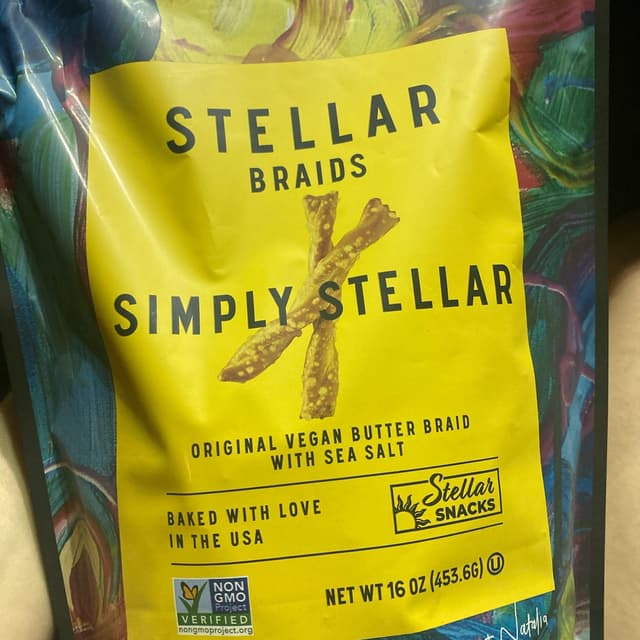 STELLAR
BRAIDS
SIMPLY STELLAR
ORIGINAL VEGAN BUTTER BRAID
WITH SEA SALT
BAKED WITH LOVE
IN THE USA
Stellar
SNACKS
NON
GMO
Project
VERIFIED
nongmoproject.org
NET WT 16 OZ (453.6G) U
Natalia